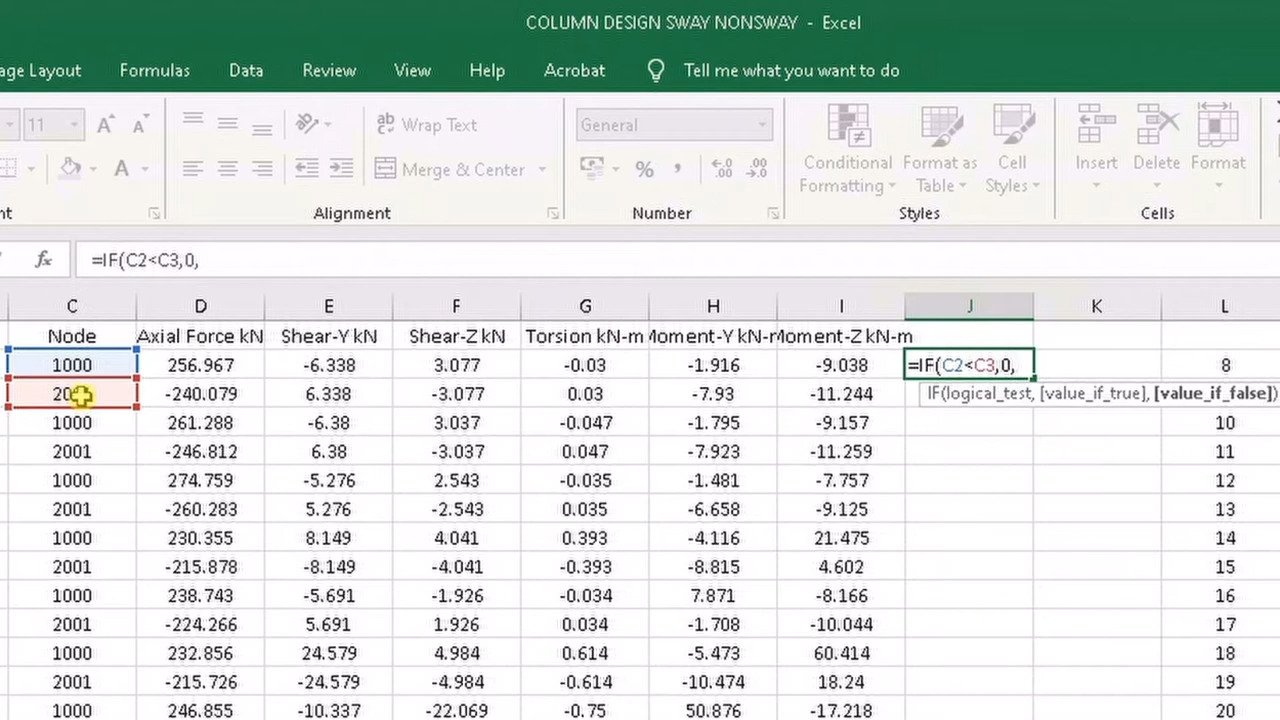 COLUMN DESIGN SWAY NONSWAY - Excel
age Layout Formulas Data Review View Help Acrobat Tell me what you want to do
11 A A ab Wrap Text General Conditional Formatting Format as Table Cell Styles Insert Delete Format
A Merge & Center % , .0 .00
nt Alignment Number Styles Cells
fx =IF(C2<C3,0,
C D E F G H I J K L
Node Axial Force kN Shear-Y kN Shear-Z kN Torsion kN-m Moment-Y kN- Moment-Z kN-m
1000 256.967 -6.338 3.077 -0.03 -1.916 -9.038 =IF(C2<C3,0, 8
-240.079 6.338 -3.077 0.03 -7.93 -11.244 IF(logical_test, [value_if_true], [value_if_false])
1000 261.288 -6.38 3.037 -0.047 -1.795 -9.157 10
2001 -246.812 6.38 -3.037 0.047 -7.923 -11.259 11
1000 274.759 -5.276 2.543 -0.035 -1.481 -7.757 12
2001 -260.283 5.276 -2.543 0.035 -6.658 -9.125 13
1000 230.355 8.149 4.041 0.393 -4.116 21.475 14
2001 -215.878 -8.149 -4.041 -0.393 -8.815 4.602 15
1000 238.743 -5.691 -1.926 -0.034 7.871 -8.166 16
2001 -224.266 5.691 1.926 0.034 -1.708 -10.044 17
1000 232.856 24.579 4.984 0.614 -5.473 60.414 18
2001 -215.726 -24.579 -4.984 -0.614 -10.474 18.24 19
1000 246.855 -10.337 -22.069 -0.75 50.876 -17.218 20